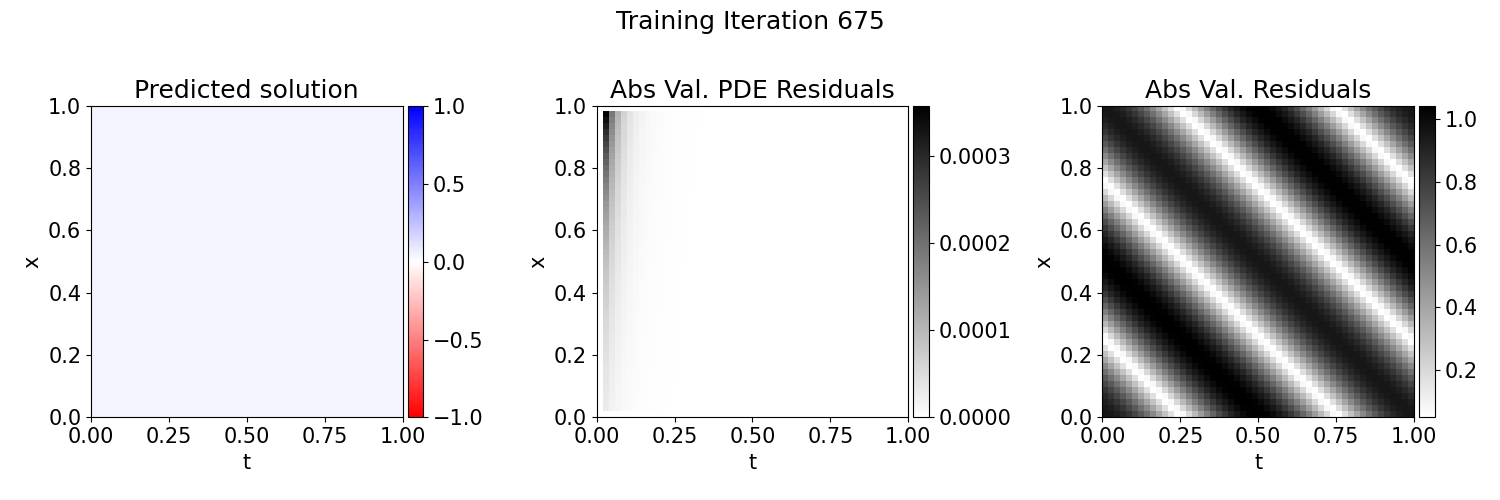 Training Iteration 675
Predicted solution
Abs Val. PDE Residuals
Abs Val. Residuals
1.0
0.8
0.6
0.4
0.2
0.0
x
0.00 0.25 0.50 0.75 1.00
t
1.0
0.5
0.0
−0.5
−1.0
1.0
0.8
0.6
0.4
0.2
0.0
x
0.00 0.25 0.50 0.75 1.00
t
0.0003
0.0002
0.0001
0.0000
1.0
0.8
0.6
0.4
0.2
0.0
x
0.00 0.25 0.50 0.75 1.00
t
1.0
0.8
0.6
0.4
0.2